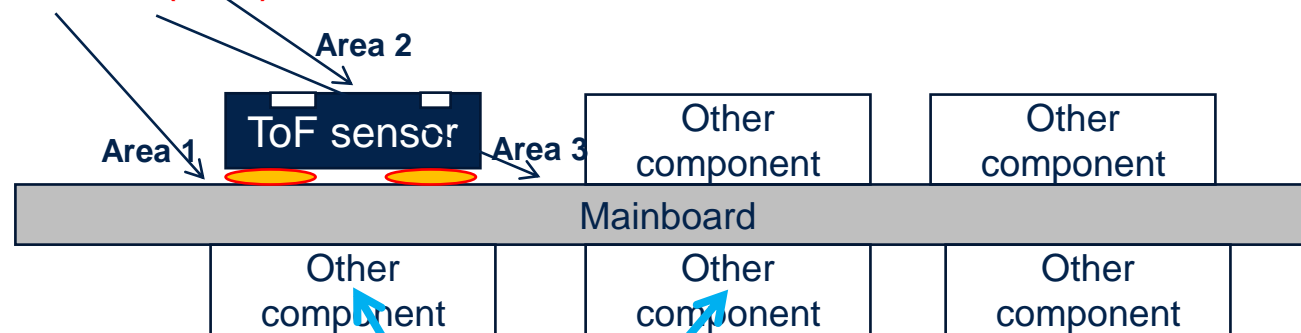 Area 2
ToF sensor
Area 1
Area 3
Other
component
Other
component
Mainboard
Other
component
Other
component
Other
component